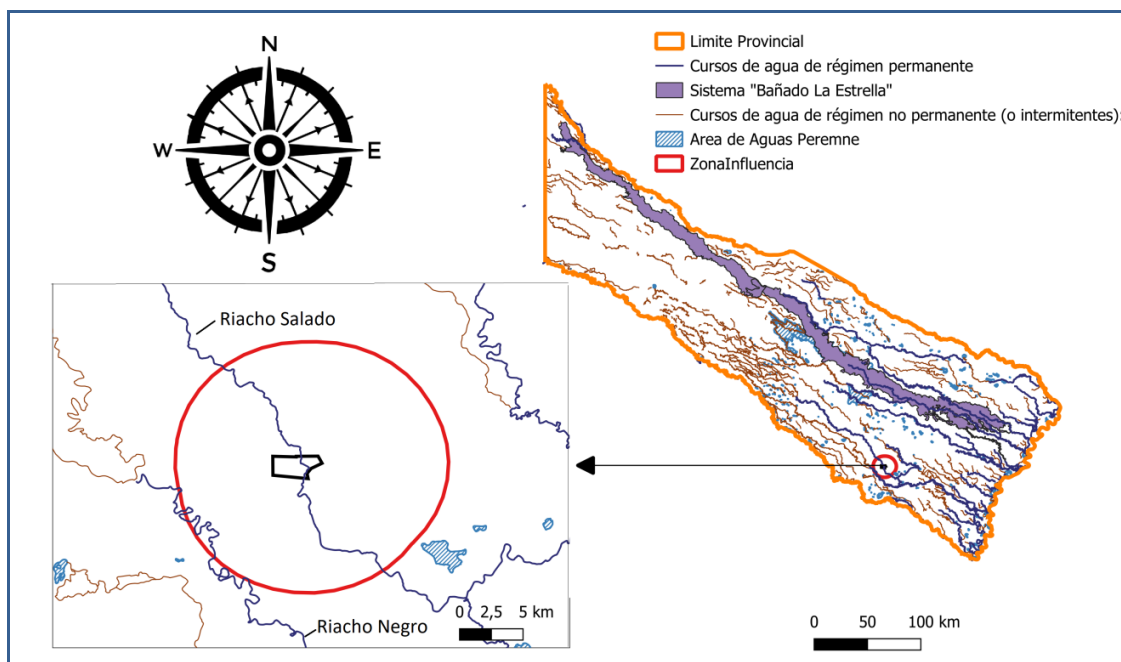 N
W
E
S
Limite Provincial
Cursos de agua de régimen permanente
Sistema "Bañado La Estrella"
Cursos de agua de régimen no permanente (o intermitentes):
Area de Aguas Peremne
ZonaInfluencia
Riacho Salado
Riacho Negro
0 2,5 5 km
0 50 100 km